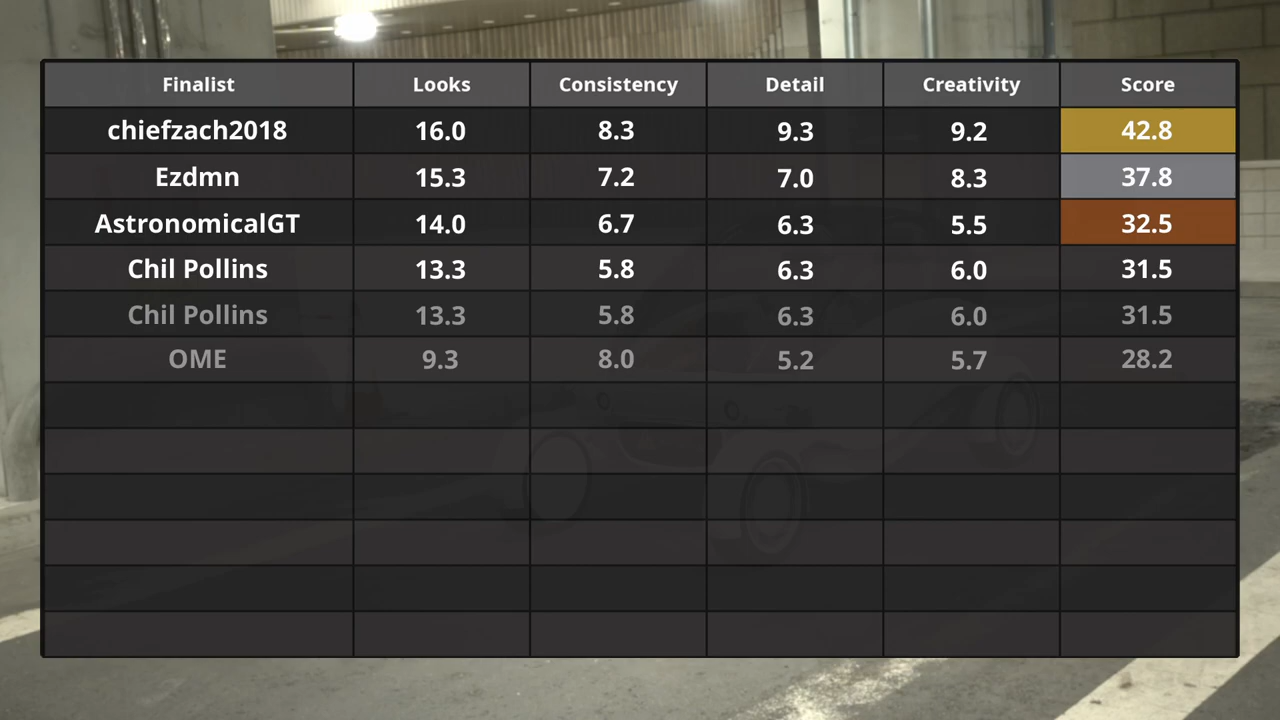 Finalist Looks Consistency Detail Creativity Score
chiefzach2018 16.0 8.3 9.3 9.2 42.8
Ezdmn 15.3 7.2 7.0 8.3 37.8
AstronomicalGT 14.0 6.7 6.3 5.5 32.5
Chil Pollins 13.3 5.8 6.3 6.0 31.5
Chil Pollins 13.3 5.8 6.3 6.0 31.5
OME 9.3 8.0 5.2 5.7 28.2